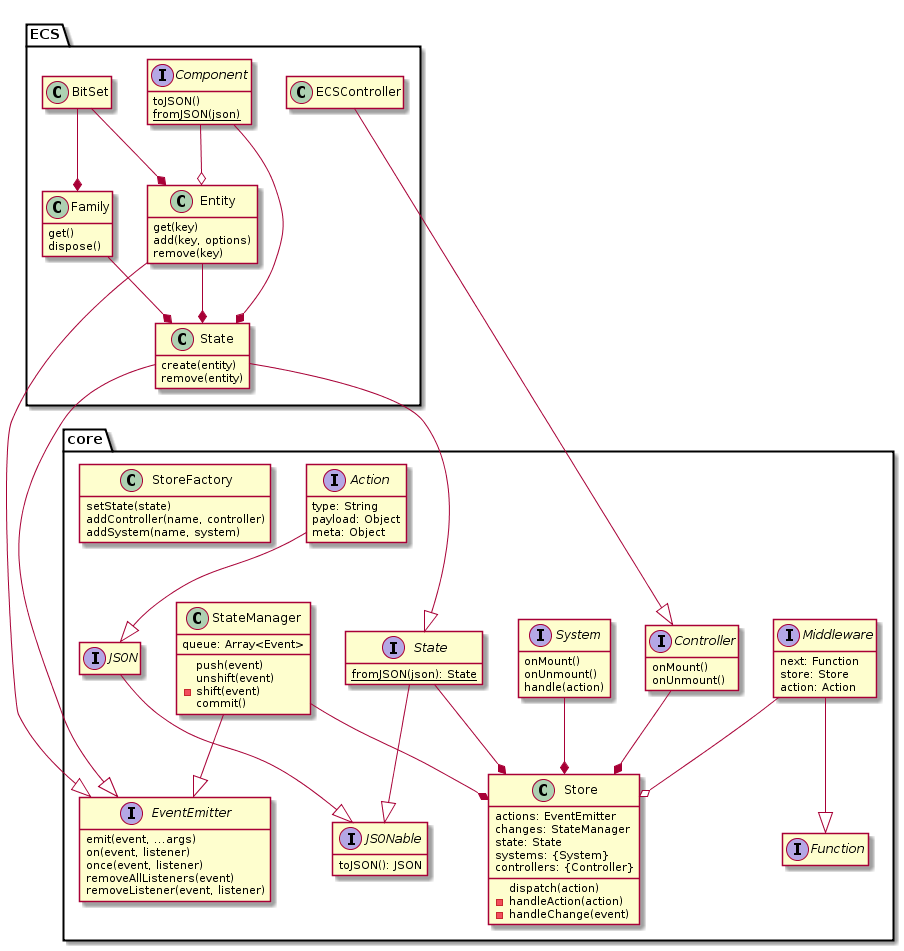 ECS
C BitSet
I Component
toJSON()
fromJSON(json)
C ECSController
C Family
get()
dispose()
C Entity
get(key)
add(key, options)
remove(key)
C State
create(entity)
remove(entity)
core
C StoreFactory
setState(state)
addController(name, controller)
addSystem(name, system)
I Action
type: String
payload: Object
meta: Object
I JSON
C StateManager
queue: Array<Event>
push(event)
unshift(event)
shift(event)
commit()
I State
fromJSON(json): State
I System
onMount()
onUnmount()
handle(action)
I Controller
onMount()
onUnmount()
I Middleware
next: Function
store: Store
action: Action
I EventEmitter
emit(event, ...args)
on(event, listener)
once(event, listener)
removeAllListeners(event)
removeListener(event, listener)
I JSONable
toJSON(): JSON
C Store
actions: EventEmitter
changes: StateManager
state: State
systems: {System}
controllers: {Controller}
dispatch(action)
handleAction(action)
handleChange(event)
I Function